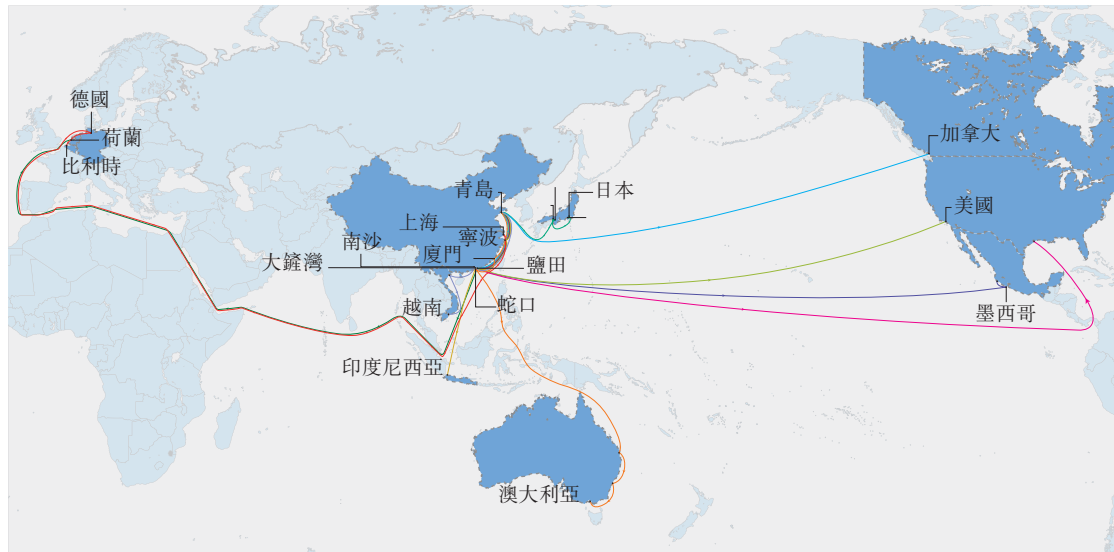 德國
荷蘭
比利時
加拿大
青島
日本
美國
上海
寧波
南沙
廈門
大鏟灣
鹽田
越南
蛇口
墨西哥
印度尼西亞
澳大利亞